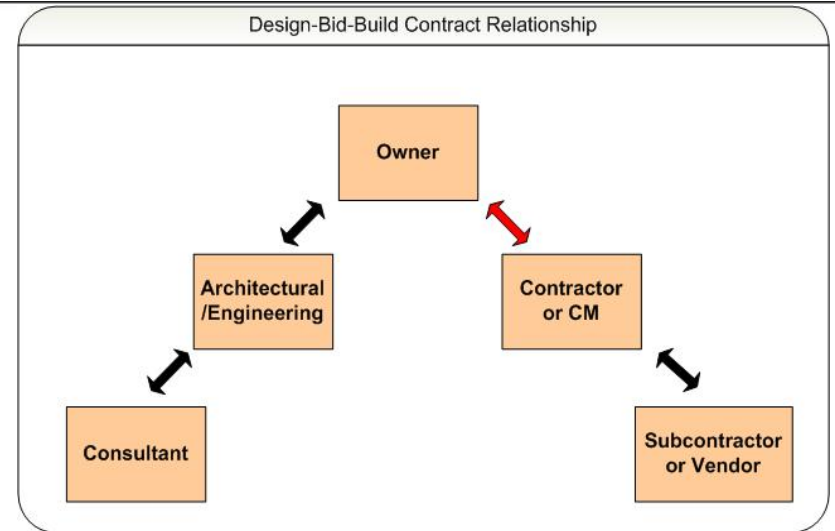 Design-Bid-Build Contract Relationship
Owner
Architectural
/Engineering
Contractor
or CM
Consultant
Subcontractor
or Vendor